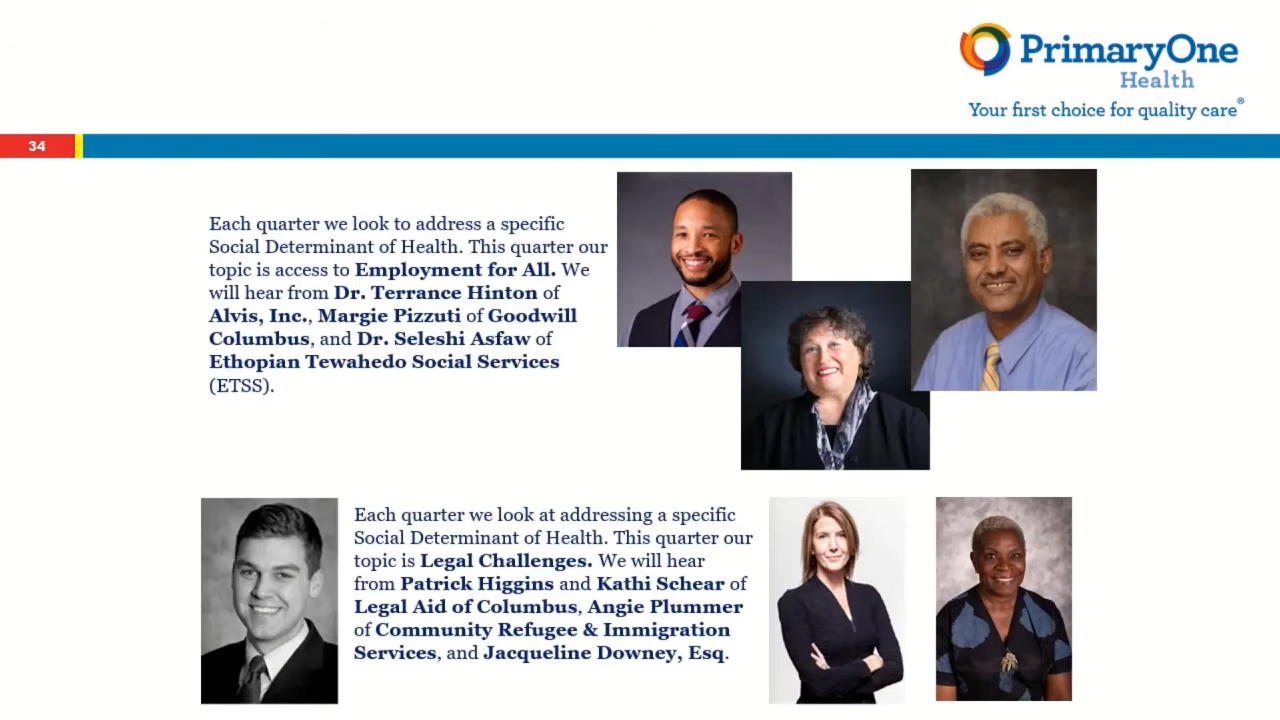 PrimaryOne
Health
Your first choice for quality care®
34
Each quarter we look to address a specific
Social Determinant of Health. This quarter our
topic is access to Employment for All. We
will hear from Dr. Terrance Hinton of
Alvis, Inc., Margie Pizzuti of Goodwill
Columbus, and Dr. Seleshi Asfaw of
Ethopian Tewahedo Social Services
(ETSS).
Each quarter we look at addressing a specific
Social Determinant of Health. This quarter our
topic is Legal Challenges. We will hear
from Patrick Higgins and Kathi Schear of
Legal Aid of Columbus, Angie Plummer
of Community Refugee & Immigration
Services, and Jacqueline Downey, Esq.